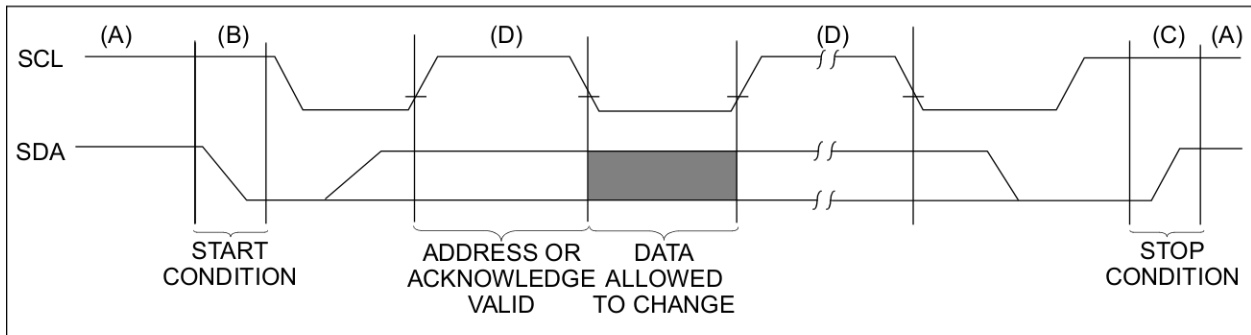 (A)
(B)
(D)
(D)
(C)
(A)
SCL
SDA
START
CONDITION
ADDRESS OR
ACKNOWLEDGE
VALID
DATA
ALLOWED
TO CHANGE
STOP
CONDITION